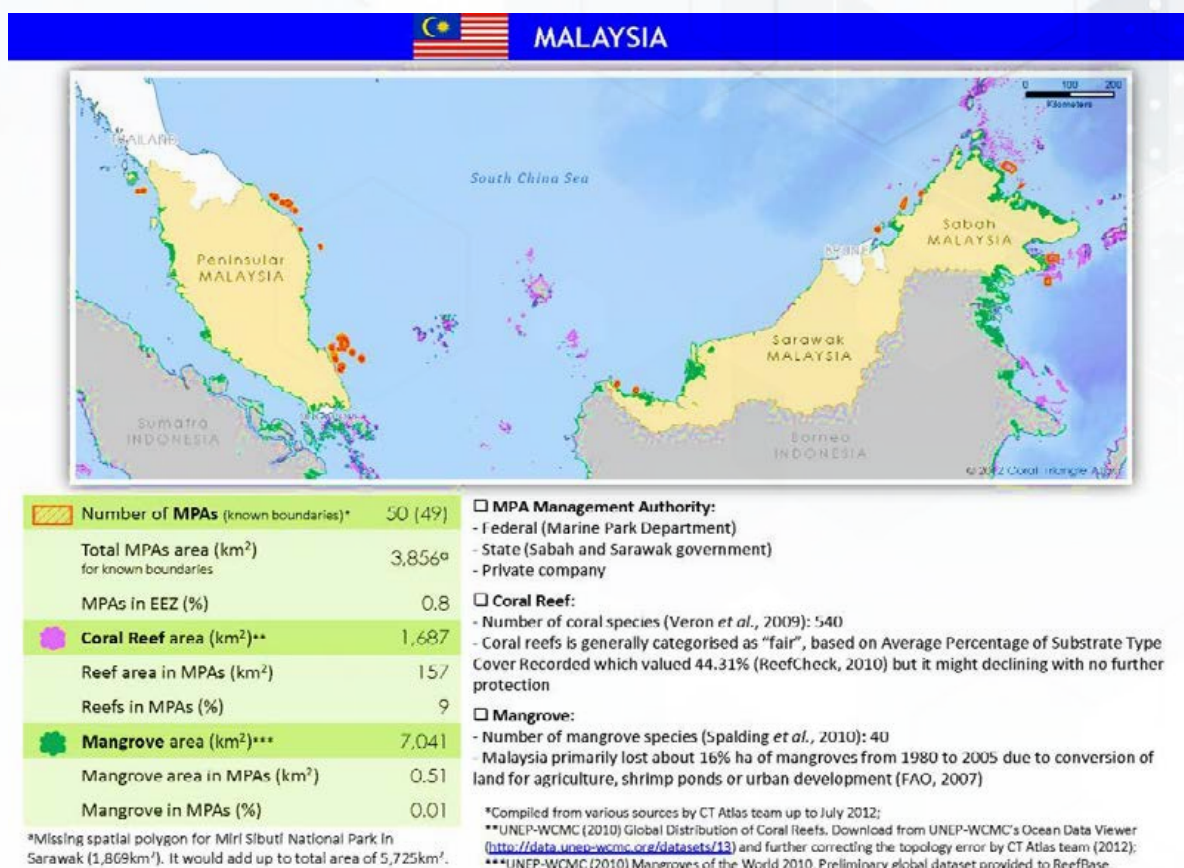 MALAYSIA
0 100 200
Kilometers
THAILAND
South China Sea
Peninsular
MALAYSIA
Sabah
MALAYSIA
BRUNEI
Sarawak
MALAYSIA
Sumatra
INDONESIA
Borneo
INDONESIA
© 2012 Coral Triangle Atlas
Number of MPAs (known boundaries)* 50 (49)
Total MPAs area (km²)
for known boundaries
3,856ª
MPAs in EEZ (%) 0.8
Coral Reef area (km²)** 1,687
Reef area in MPAs (km²) 157
Reefs in MPAs (%) 9
Mangrove area (km²)*** 7,041
Mangrove area in MPAs (km²) 0.51
Mangrove in MPAs (%) 0.01
ªMissing spatial polygon for Miri Sibuti National Park in
Sarawak (1,869km²). It would add up to total area of 5,725km².
❑ MPA Management Authority:
- Federal (Marine Park Department)
- State (Sabah and Sarawak government)
- Private company
❑ Coral Reef:
- Number of coral species (Veron et al., 2009): 540
- Coral reefs is generally categorised as “fair”, based on Average Percentage of Substrate Type
Cover Recorded which valued 44.31% (ReefCheck, 2010) but it might declining with no further
protection
❑ Mangrove:
- Number of mangrove species (Spalding et al., 2010): 40
- Malaysia primarily lost about 16% ha of mangroves from 1980 to 2005 due to conversion of
land for agriculture, shrimp ponds or urban development (FAO, 2007)
*Compiled from various sources by CT Atlas team up to July 2012;
**UNEP-WCMC (2010) Global Distribution of Coral Reefs. Download from UNEP-WCMC's Ocean Data Viewer
(http://data.unep-wcmc.org/datasets/13) and further correcting the topology error by CT Atlas team (2012);
***UNEP-WCMC (2010) Mangroves of the World 2010. Preliminary global dataset provided to ReefBase